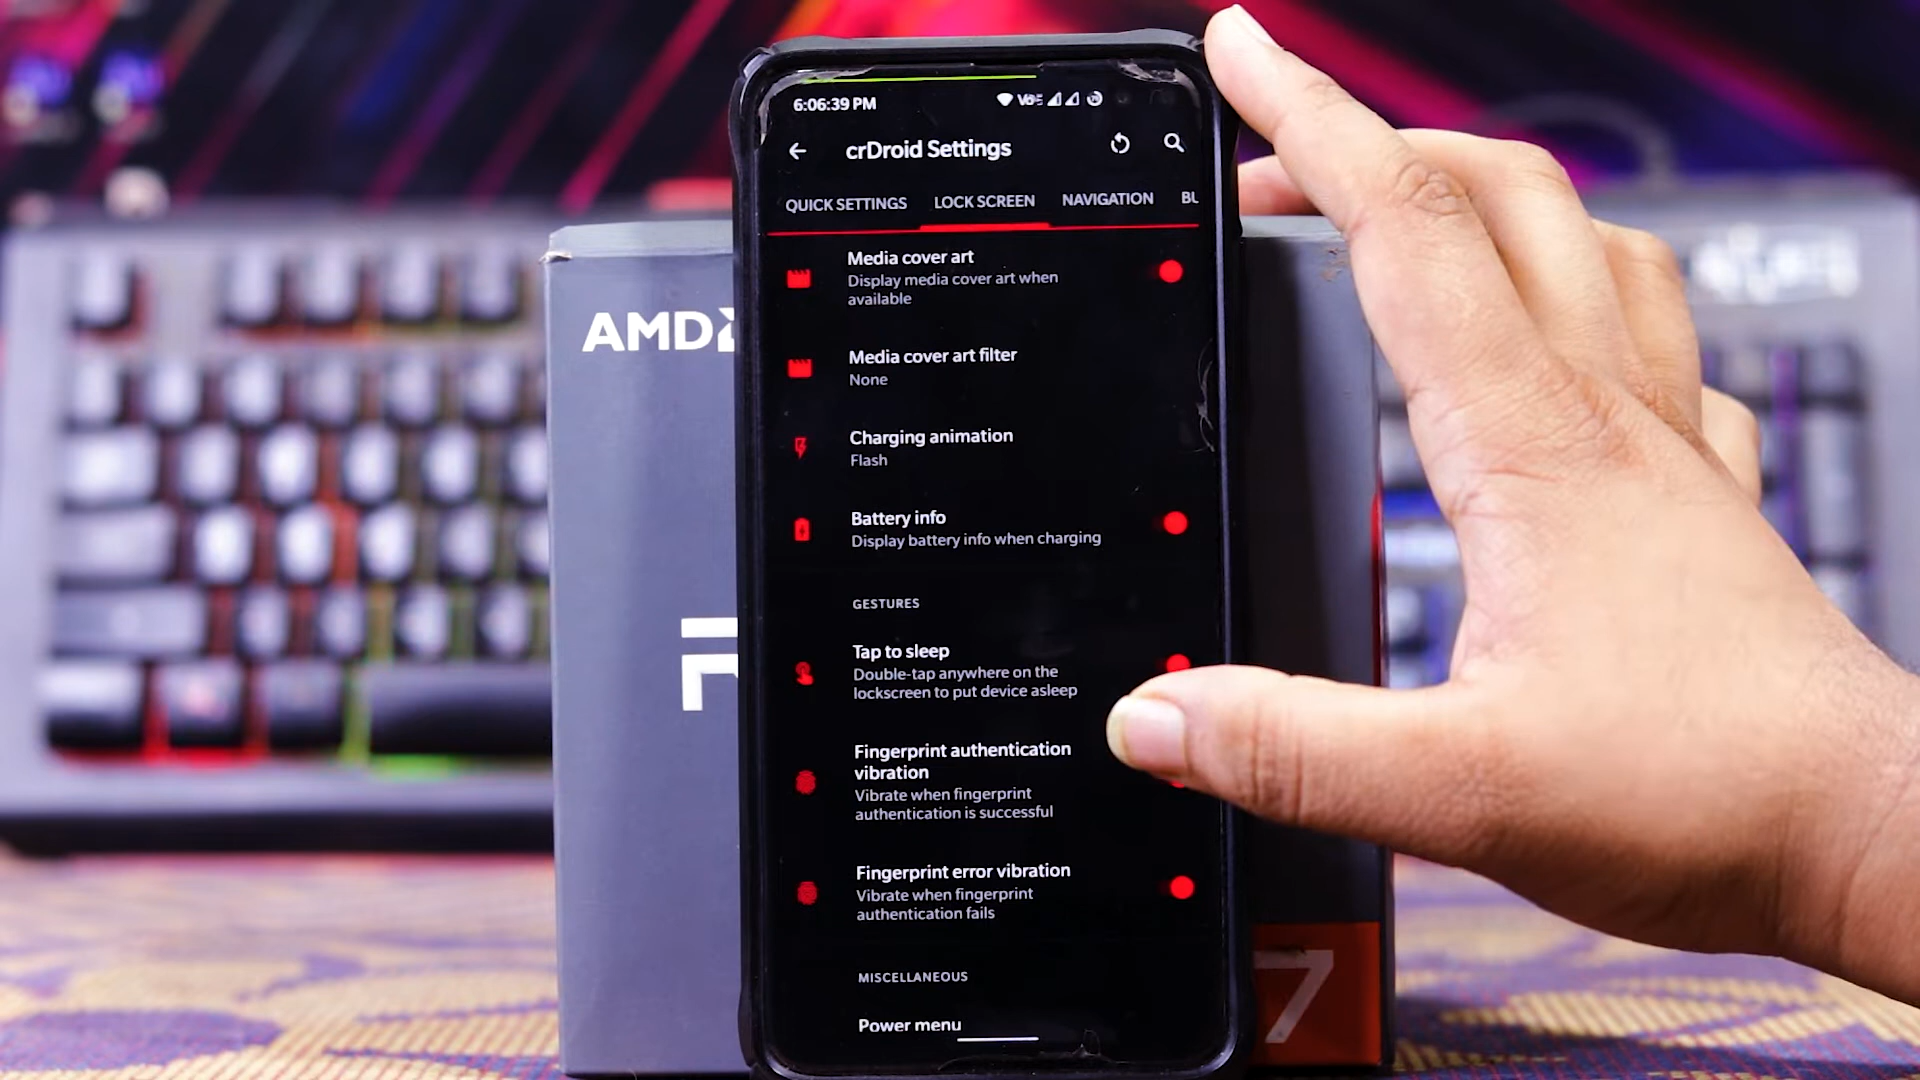 6:06:39 PM
crDroid Settings
QUICK SETTINGS LOCK SCREEN NAVIGATION BU
Media cover art
Display media cover art when
available
Media cover art filter
None
Charging animation
Flash
Battery info
Display battery info when charging
GESTURES
Tap to sleep
Double-tap anywhere on the
lockscreen to put device asleep
Fingerprint authentication
vibration
Vibrate when fingerprint
authentication is successful
Fingerprint error vibration
Vibrate when fingerprint
authentication fails
MISCELLANEOUS
Power menu
AMD
7